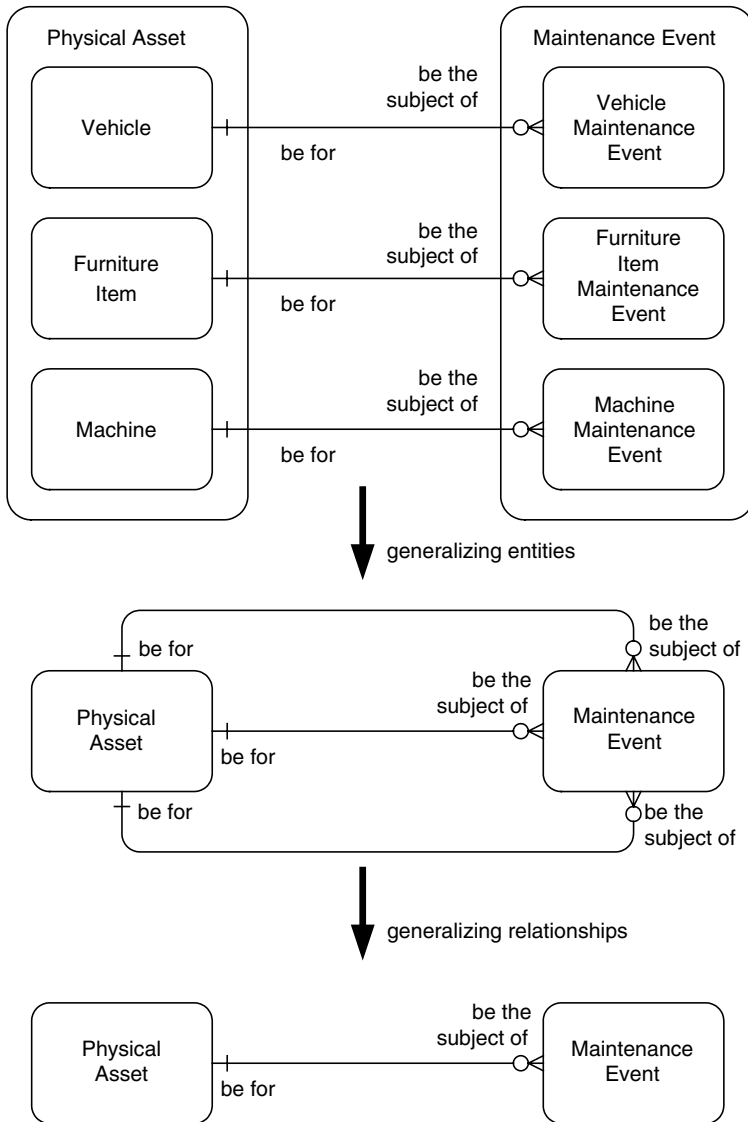 Physical Asset
Maintenance Event
be the
subject of
Vehicle
be for
Vehicle
Maintenance
Event
be the
subject of
Furniture
Item
be for
Furniture
Item
Maintenance
Event
be the
subject of
Machine
be for
Machine
Maintenance
Event
generalizing entities
be for
be the
subject of
Physical
Asset
be the
subject of
be for
Maintenance
Event
be for
be the
subject of
generalizing relationships
Physical
Asset
be the
subject of
be for
Maintenance
Event